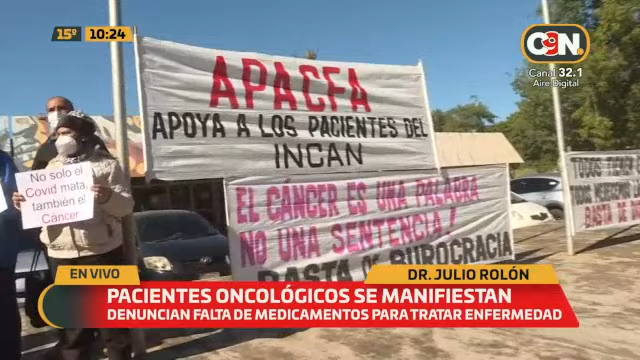 15°
10:24
C9N
Canal 32.1
Aire Digital
APACFA
APOYA A LOS PACIENTES DEL
INCAN
EL CÁNCER ES UNA PALABRA
NO UNA SENTENCIA!
BASTA DE BUROCRACIA
No solo el
Covid mata,
también el
Cáncer
TODOS
BASTA DE
EN VIVO
DR. JULIO ROLÓN
PACIENTES ONCOLÓGICOS SE MANIFIESTAN
DENUNCIAN FALTA DE MEDICAMENTOS PARA TRATAR ENFERMEDAD